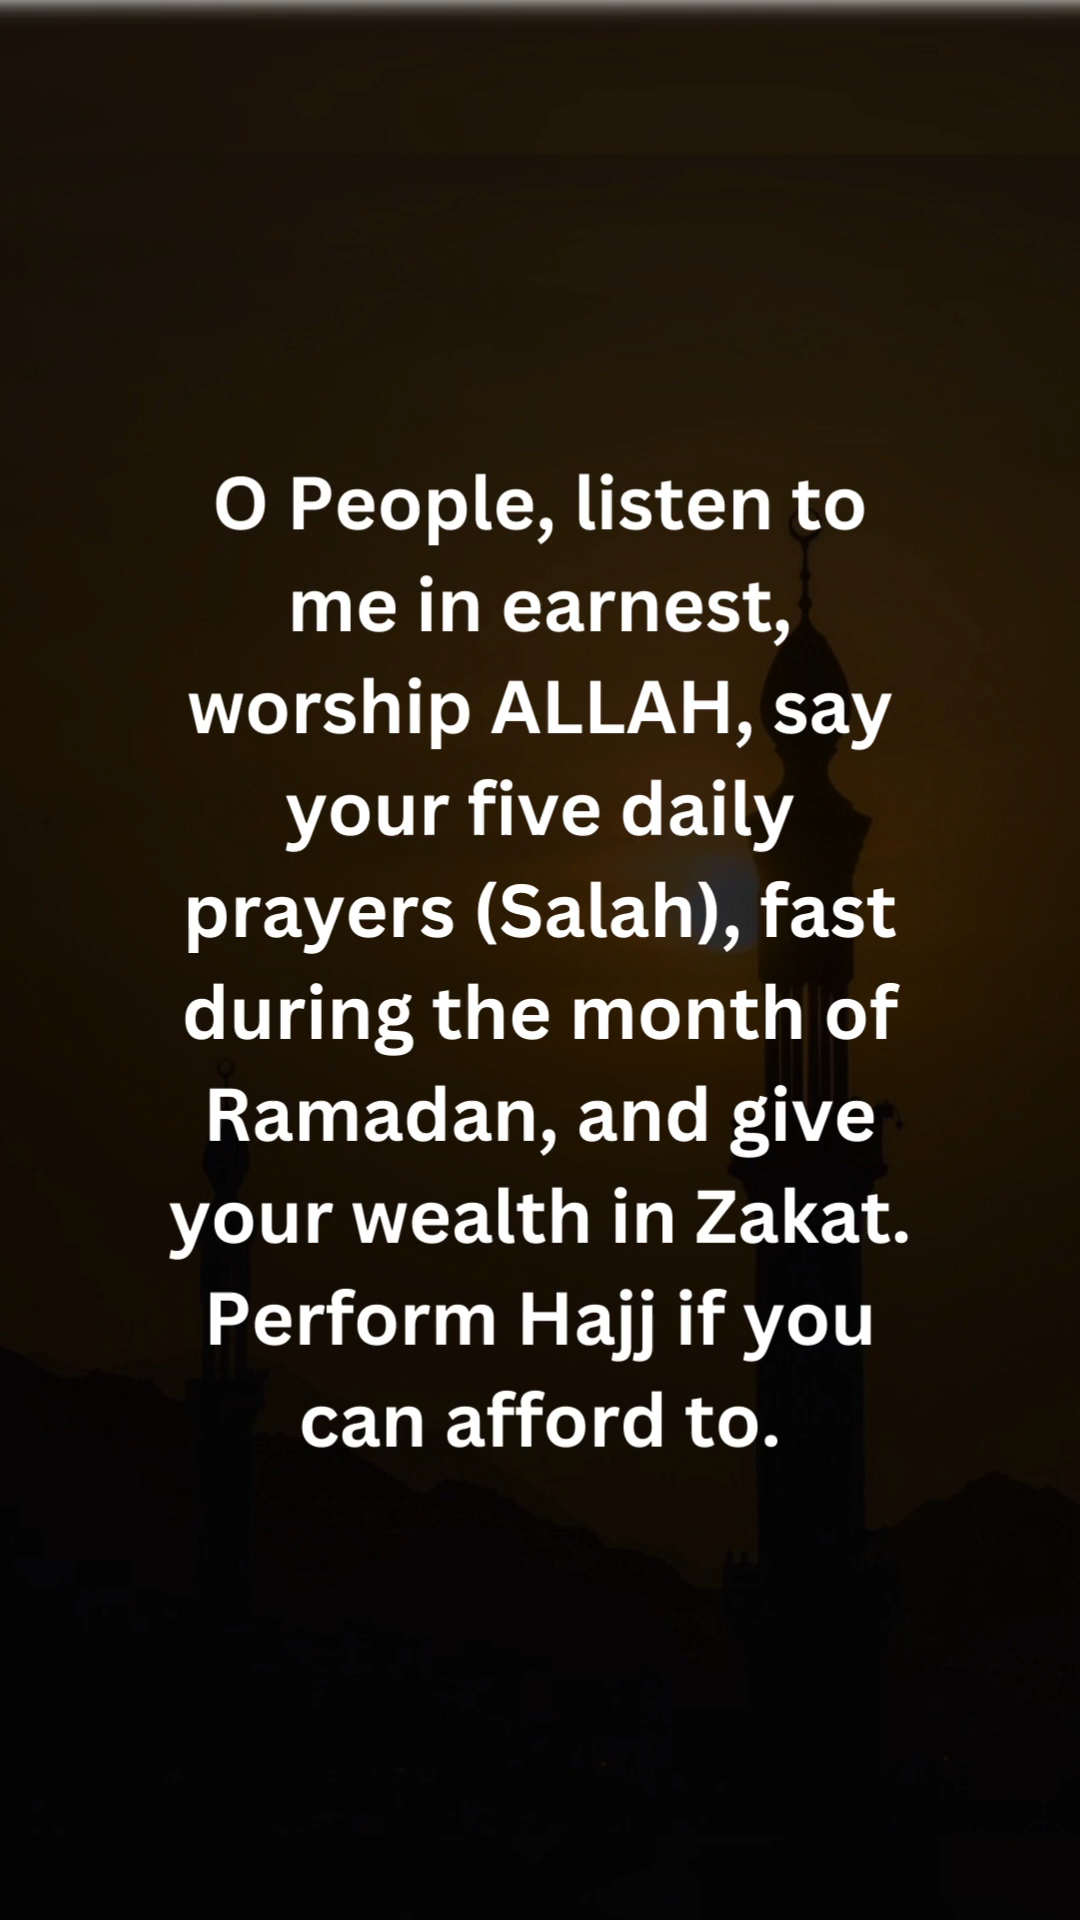 O People, listen to
me in earnest,
worship ALLAH, say
your five daily
prayers (Salah), fast
during the month of
Ramadan, and give
your wealth in Zakat.
Perform Hajj if you
can afford to.